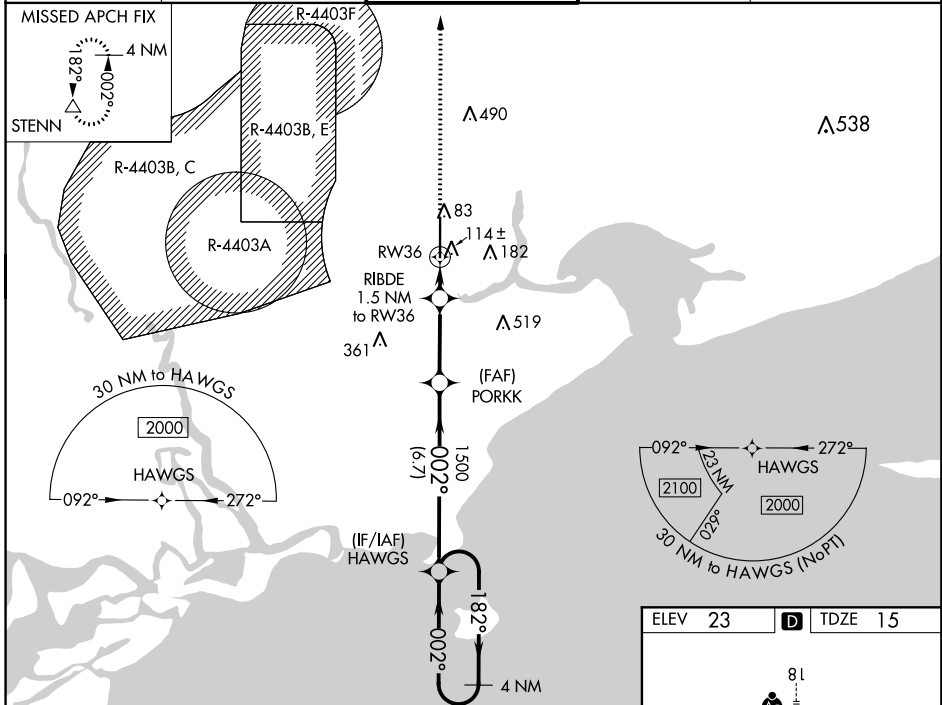 MISSED APCH FIX
4 NM
182°
002°
STENN
R-4403F
R-4403B, E
R-4403B, C
R-4403A
490
538
83
114±
182
RW36
RIBDE
1.5 NM
to RW36
519
361
(FAF)
PORKK
30 NM to HAWGS
2000
HAWGS
092°
272°
1500
002°
(6.7)
(IF/IAF)
HAWGS
182°
002°
4 NM
092°
272°
HAWGS
23 NM
2100
2000
029°
30 NM to HAWGS (NoPT)
ELEV 23
D
TDZE 15
18